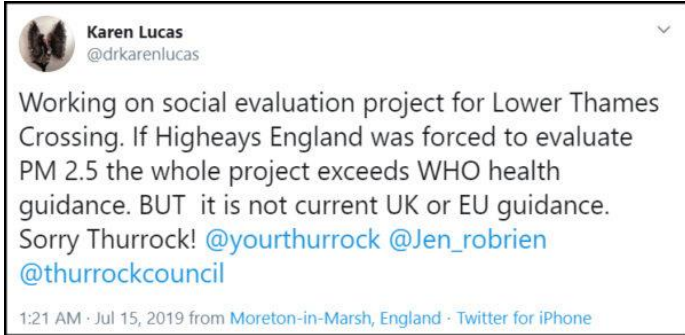 Karen Lucas
@drkarenlucas
Working on social evaluation project for Lower Thames
Crossing. If Higheays England was forced to evaluate
PM 2.5 the whole project exceeds WHO health
guidance. BUT  it is not current UK or EU guidance.
Sorry Thurrock! @yourthurrock @Jen_robrien
@thurrockcouncil
1:21 AM · Jul 15, 2019 from Moreton-in-Marsh, England · Twitter for iPhone